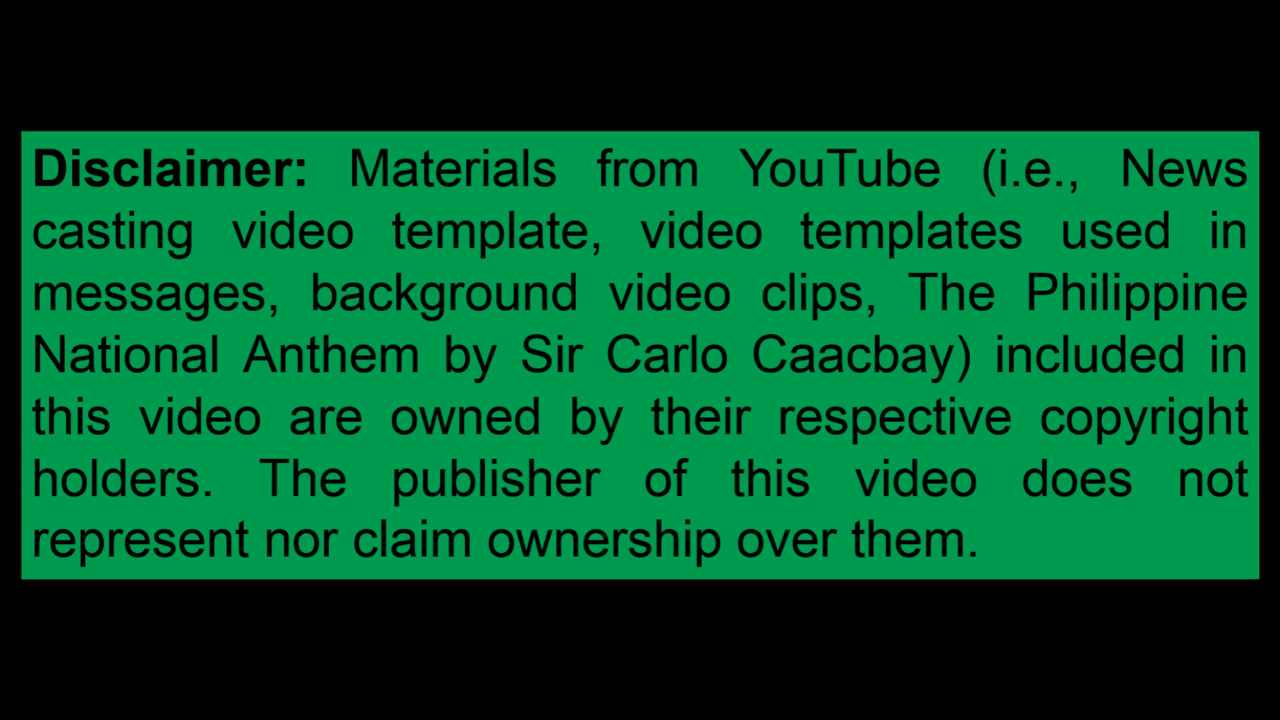 Disclaimer: Materials from YouTube (i.e., News
casting video template, video templates used in
messages, background video clips, The Philippine
National Anthem by Sir Carlo Caacbay) included in
this video are owned by their respective copyright
holders. The publisher of this video does not
represent nor claim ownership over them.